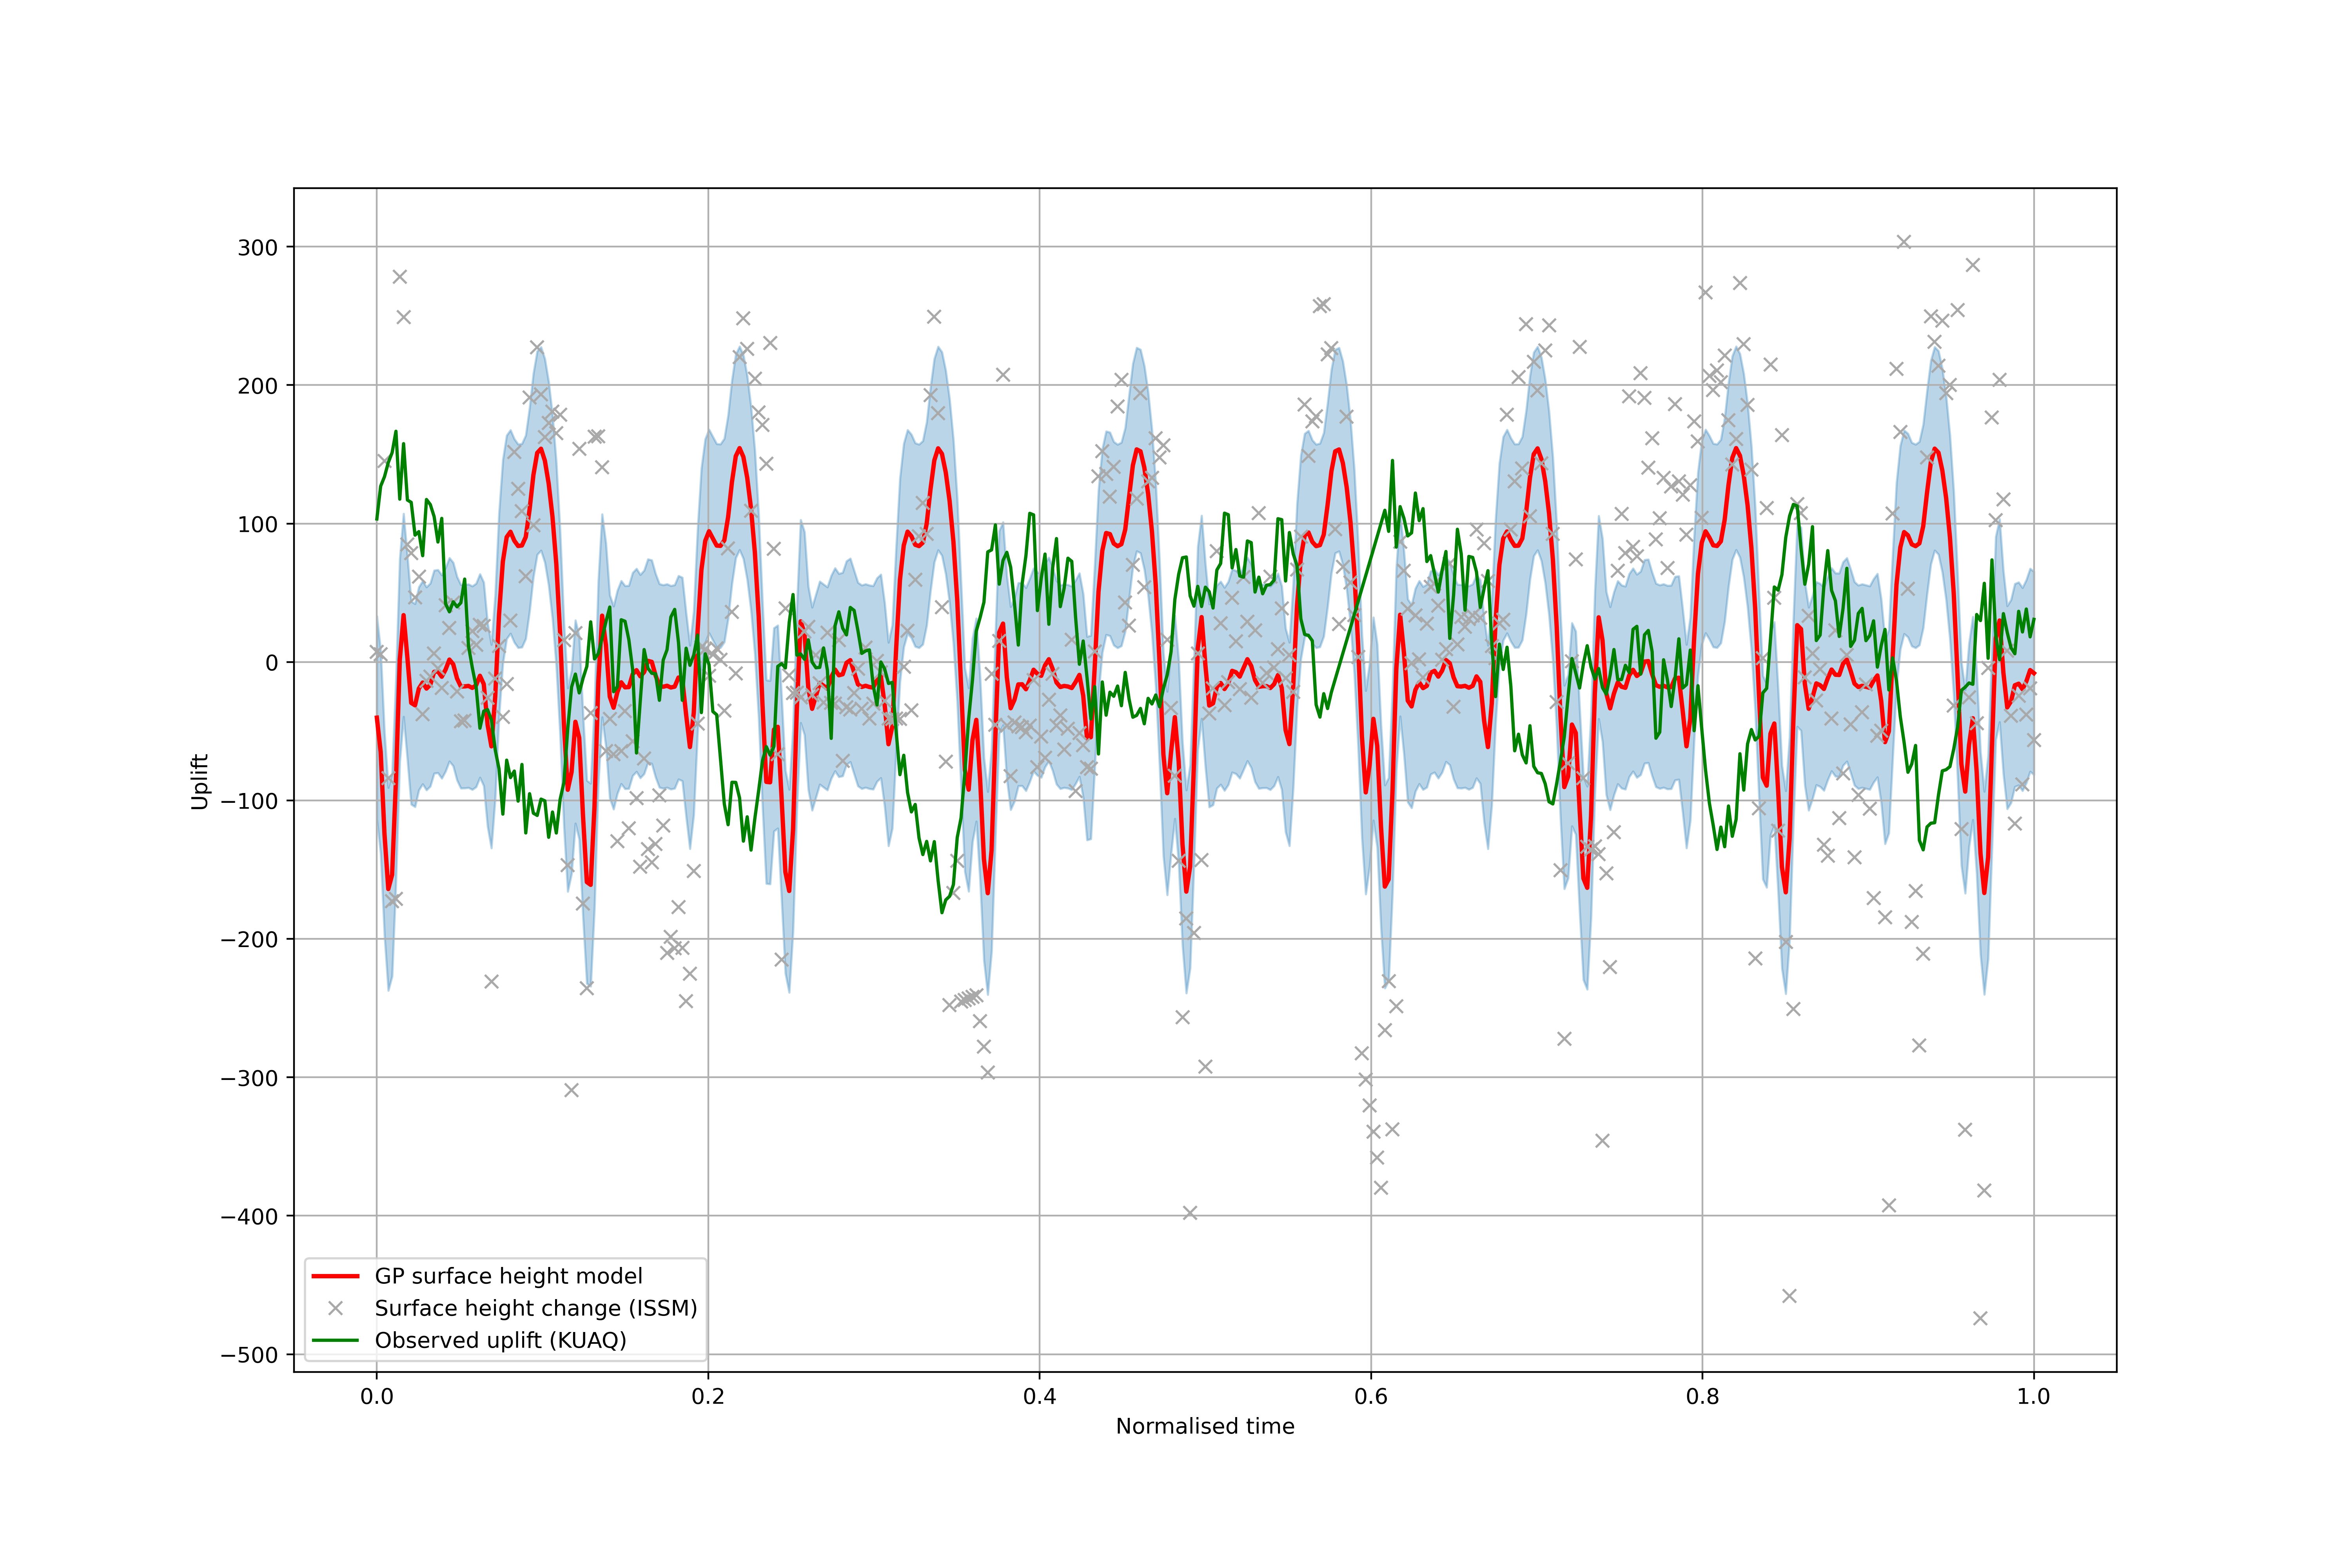 300
200
100
0
−100
−200
−300
−400
−500
Uplift
GP surface height model
Surface height change (ISSM)
Observed uplift (KUAQ)
0.0 0.2 0.4 0.6 0.8 1.0
Normalised time